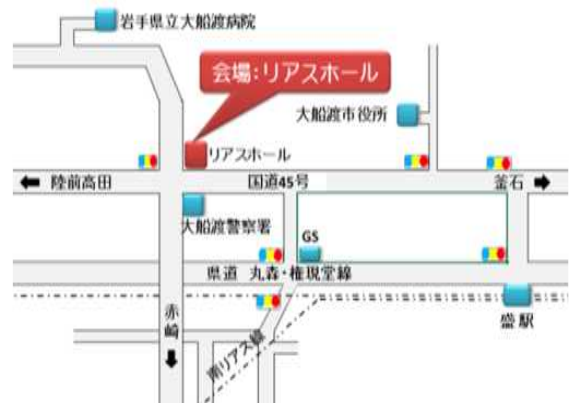 岩手県立大船渡病院
会場:リアスホール
大船渡市役所
リアスホール
陸前高田
国道45号
釜石
大船渡警察署
GS
県道 丸森・権現堂線
赤崎
盛駅
南リアス線